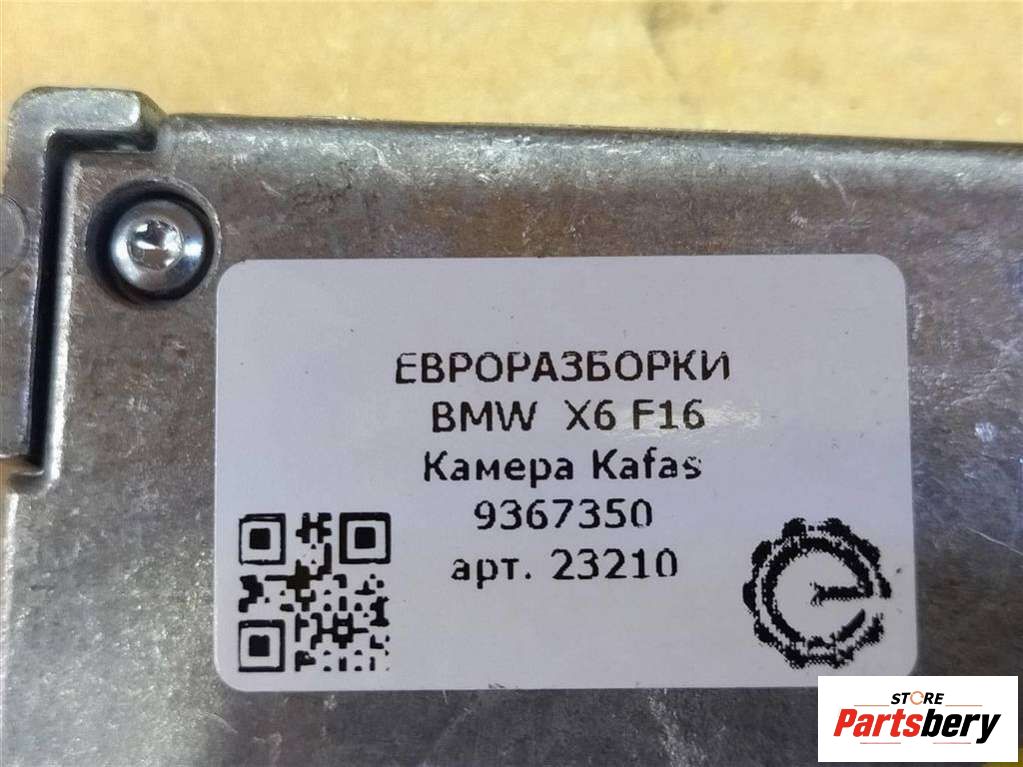 ЕВРОРАЗБОРКИ
BMW X6 F16
Камера Kafas
9367350
арт. 23210
STORE
Partsbery